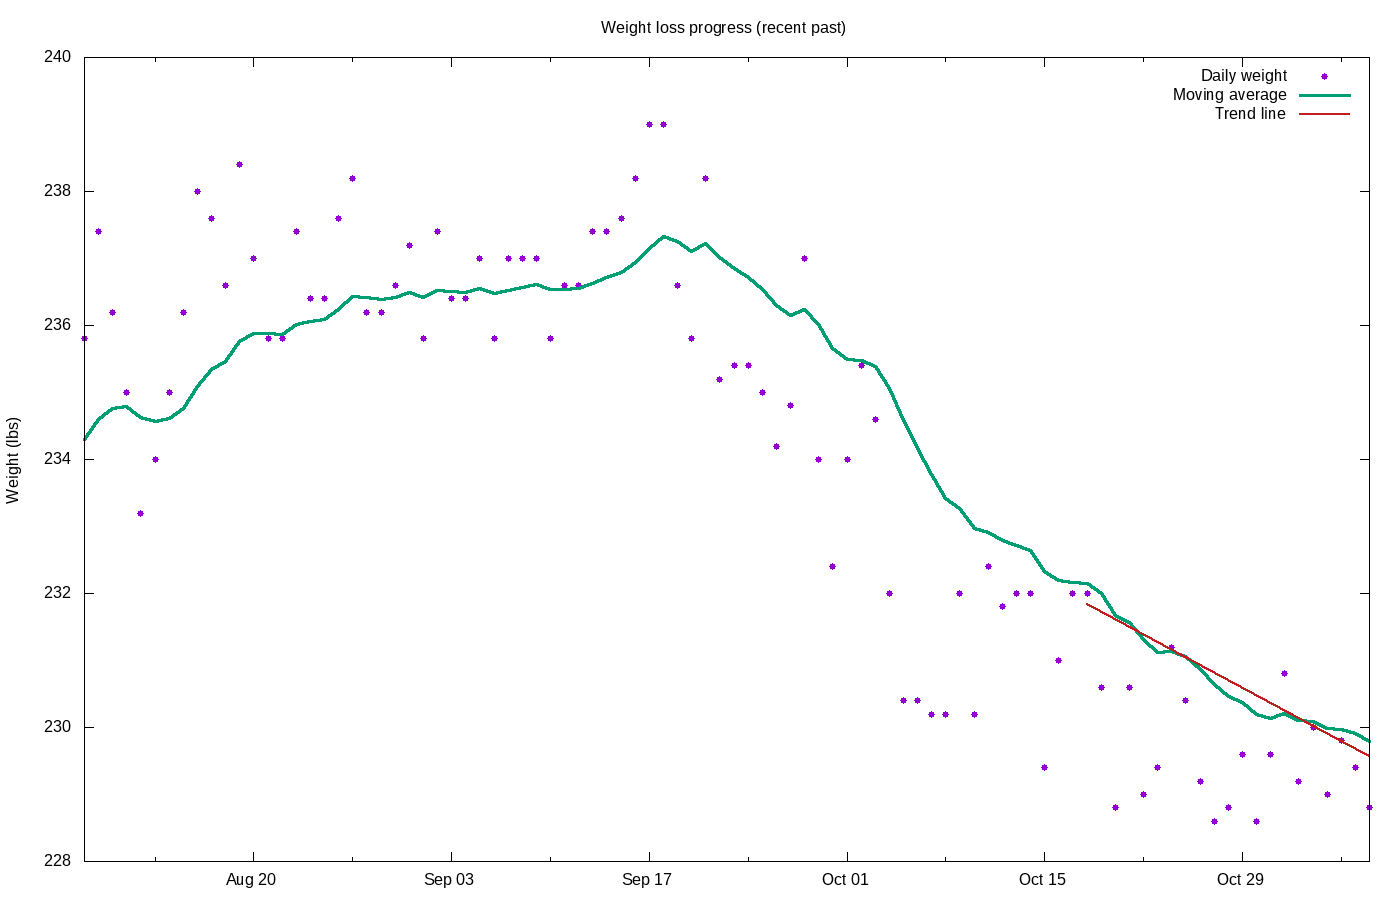 Weight loss progress (recent past)
240
238
236
234
232
230
228
Weight (lbs)
Daily weight
Moving average
Trend line
Aug 20
Sep 03
Sep 17
Oct 01
Oct 15
Oct 29